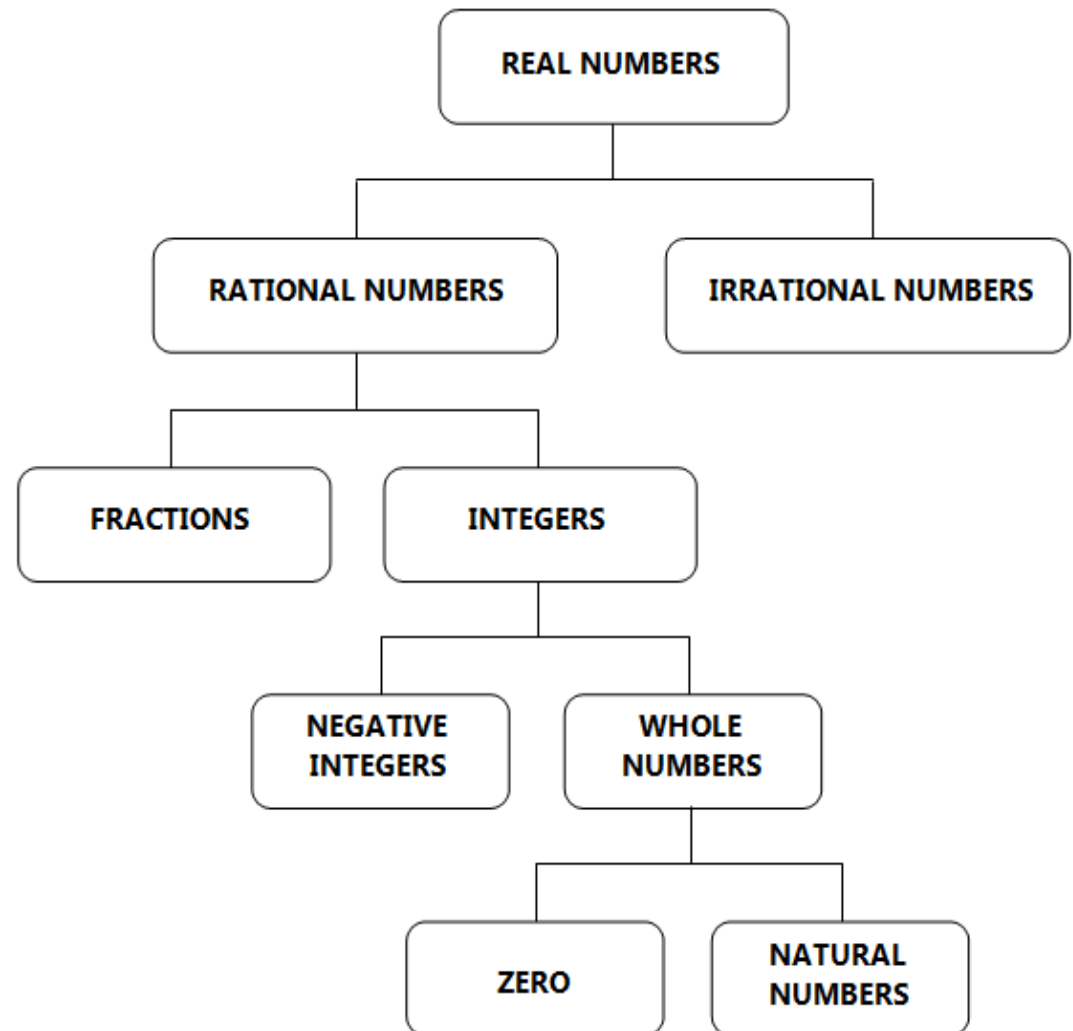 REAL NUMBERS
RATIONAL NUMBERS
IRRATIONAL NUMBERS
FRACTIONS
INTEGERS
NEGATIVE
INTEGERS
WHOLE
NUMBERS
ZERO
NATURAL
NUMBERS